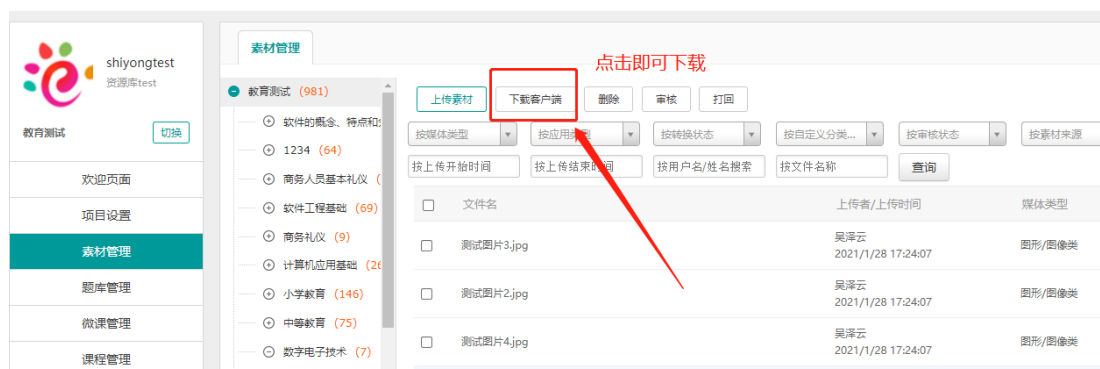 shiyongtest
资源库test
教育测试
切换
欢迎页面
项目设置
素材管理
题库管理
微课管理
课程管理
素材管理
教育测试 (981)
软件的概念、特点和
1234 (64)
商务人员基本礼仪 (
软件工程基础 (69)
商务礼仪 (9)
计算机应用基础 (26
小学教育 (146)
中等教育 (75)
数字电子技术 (7)
点击即可下载
上传素材 下载客户端 删除 审核 打回
按媒体类型 按应用类型 按转换状态 按自定义分类... 按审核状态 按素材来源
按上传开始时间 按上传结束时间 按用户名/姓名搜索 按文件名称 查询
文件名 上传者/上传时间 媒体类型
测试图片3.jpg 吴泽云 图形/图像类
2021/1/28 17:24:07
测试图片2.jpg 吴泽云 图形/图像类
2021/1/28 17:24:07
测试图片4.jpg 吴泽云 图形/图像类
2021/1/28 17:24:07